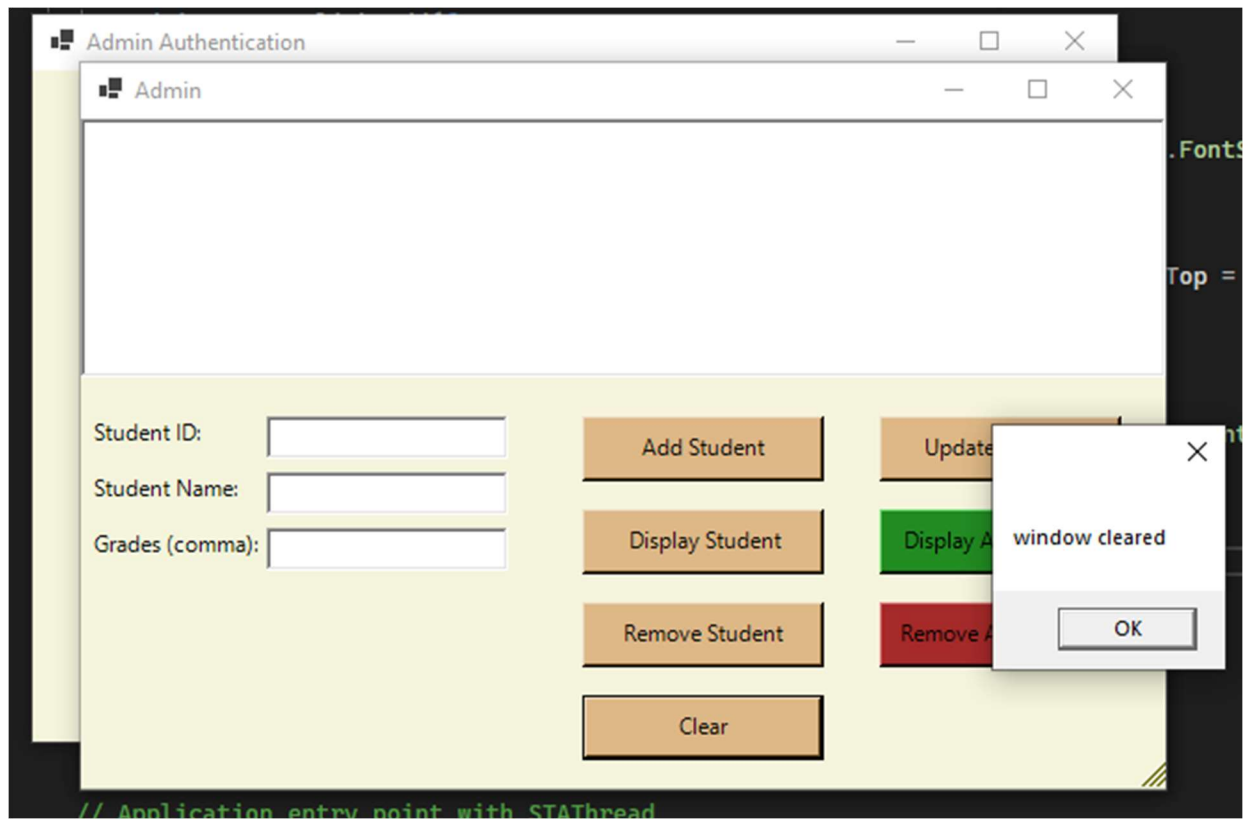 Admin Authentication
Admin
.FontS
Top =
Student ID:
Add Student
Update
Student Name:
window cleared
Display Student
Display A
Grades (comma):
OK
Remove Student
Remove A
Clear
// Application entry point with STAThread